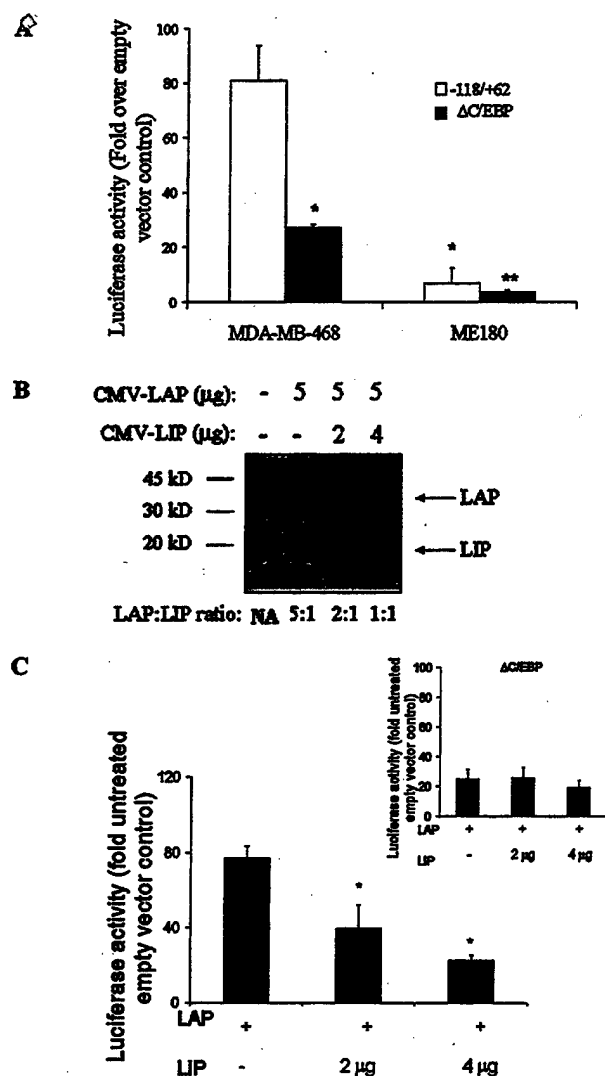 A
Luciferase activity (Fold over empty
vector control)
100
80
60
40
20
0
-118/+62
ΔC/EBP
*
*
**
MDA-MB-468
ME180
B
CMV-LAP (μg): - 5 5 5
CMV-LIP (μg): - - 2 4
45 kD
30 kD
20 kD
LAP
LIP
LAP:LIP ratio: NA 5:1 2:1 1:1
C
Luciferase activity (fold untreated
empty vector control)
100
80
60
40
20
0
ΔC/EBP
LAP + + +
LIP - 2 μg 4 μg
Luciferase activity (fold untreated
empty vector control)
120
80
40
0
*
*
LAP + + +
LIP - 2 μg 4 μg